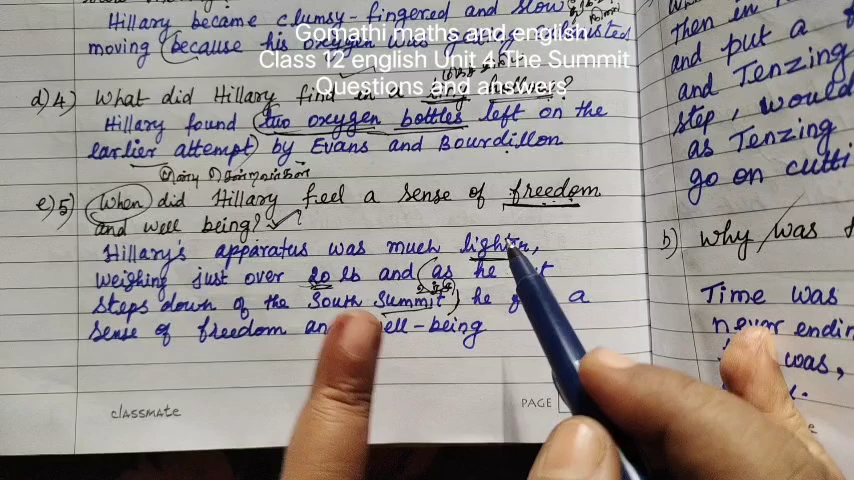 Hillary became clumsy-fingered and slow
moving because his oxygen was
Gomathi maths and english
Class 12 english Unit 4 The Summit
Questions and answers
d) 4) What did Hillary find in a tiny hollow?
Hillary found two oxygen bottles left on the
earlier attempt by Evans and Bourdillon
e) 5) When did Hillary feel a sense of freedom
and well being?
Hillary's apparatus was much lighter,
weighing just over 20 lb and as he
steps down of the South Summit he a
sense of freedom well-being
classmate
PAGE
then in
and put a
and Tenzing
step, would
as Tenzing
go on cutti
b) Why was
Time was
never endin
was,